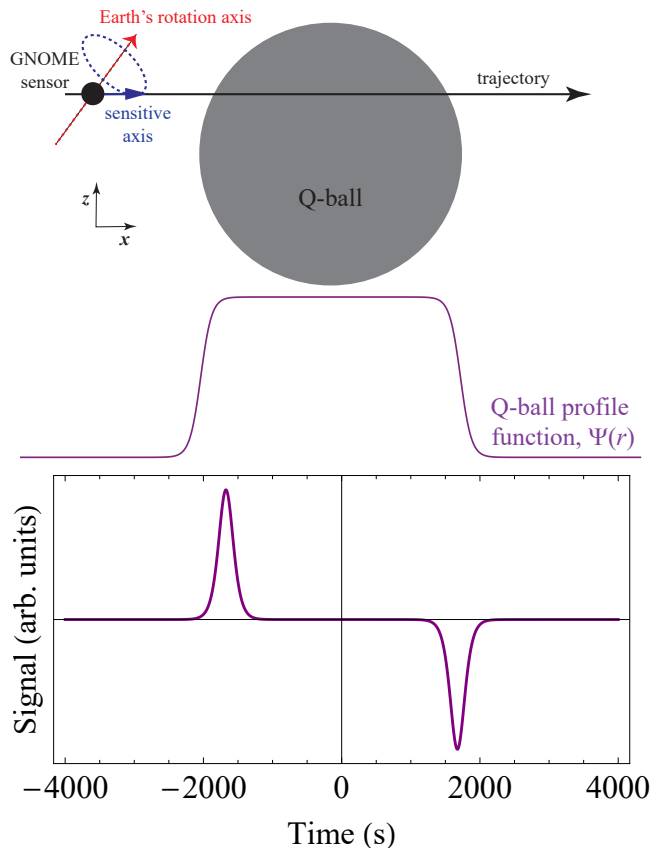 Earth's rotation axis
GNOME
sensor
trajectory
sensitive
axis
Q-ball
z
x
Q-ball profile
function, Ψ(r)
Signal (arb. units)
−4000 −2000 0 2000 4000
Time (s)